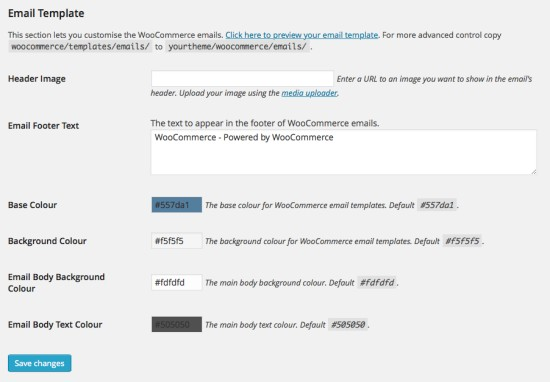 Email Template
This section lets you customise the WooCommerce emails. Click here to preview your email template. For more advanced control copy
woocommerce/templates/emails/ to yourtheme/woocommerce/emails/ .
Header Image
Enter a URL to an image you want to show in the email's
header. Upload your image using the media uploader.
Email Footer Text
The text to appear in the footer of WooCommerce emails.
WooCommerce - Powered by WooCommerce
Base Colour
#557da1 The base colour for WooCommerce email templates. Default #557da1 .
Background Colour
#f5f5f5 The background colour for WooCommerce email templates. Default #f5f5f5 .
Email Body Background
Colour
#fdfdfd The main body background colour. Default #fdfdfd .
Email Body Text Colour
#505050 The main body text colour. Default #505050 .
Save changes